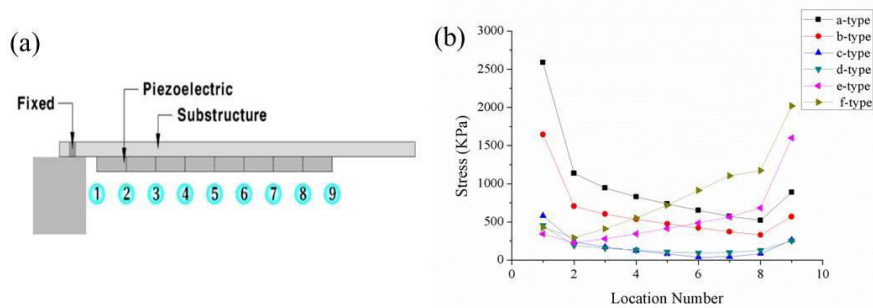 (a)
Fixed
Piezoelectric
Substructure
1 2 3 4 5 6 7 8 9
(b)
Stress (KPa)
3000
2500
2000
1500
1000
500
0
0 2 4 6 8 10
Location Number
a-type
b-type
c-type
d-type
e-type
f-type